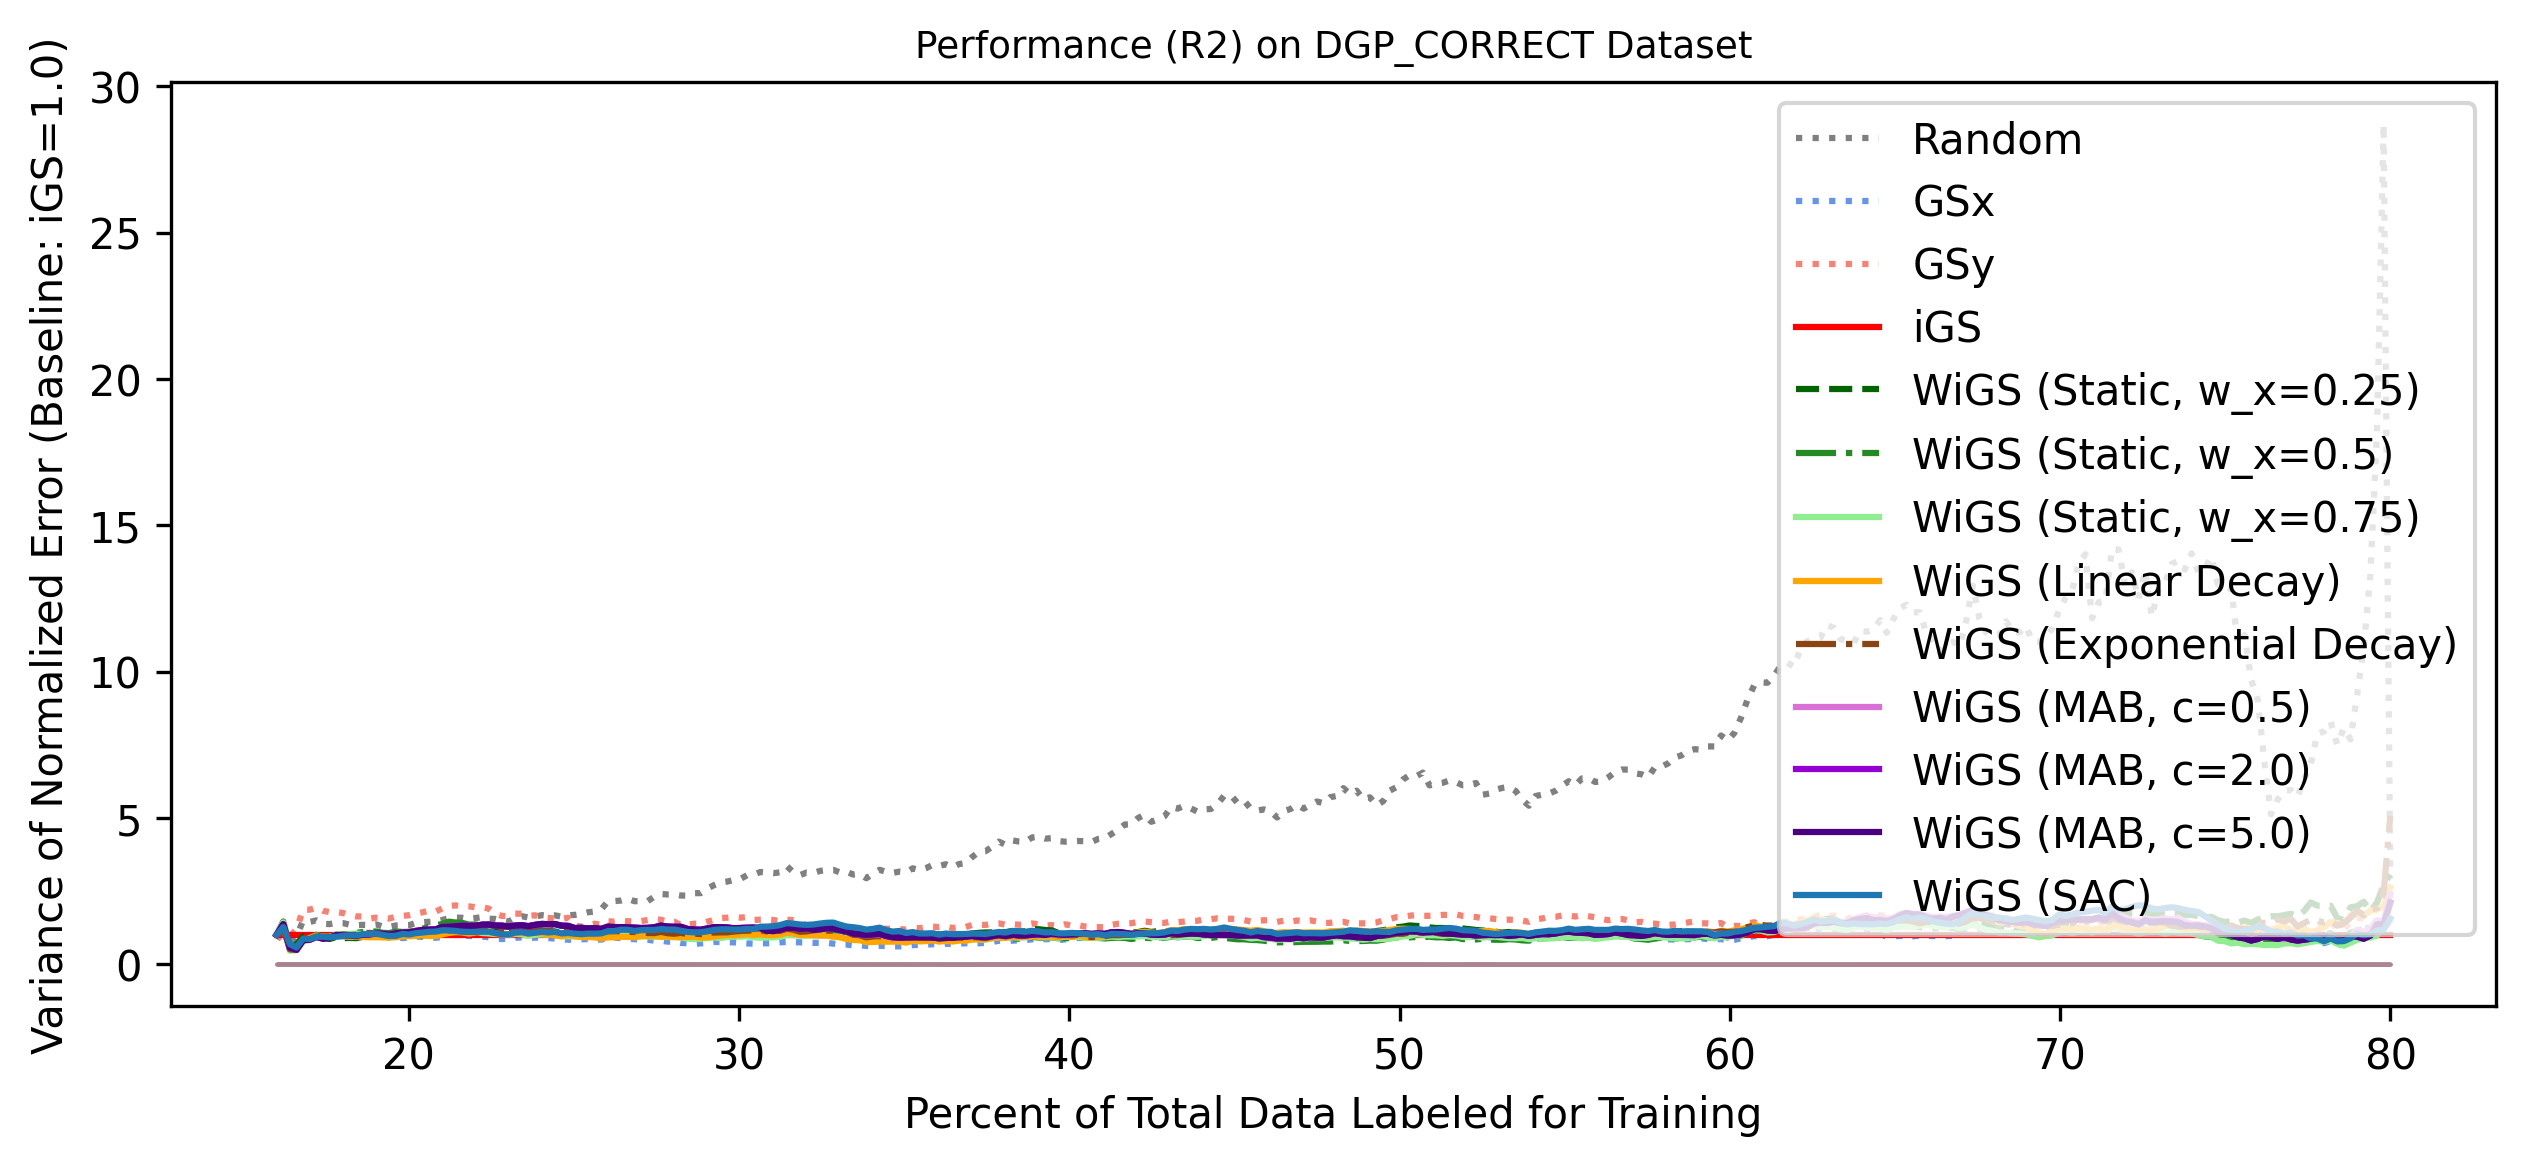 Performance (R2) on DGP_CORRECT Dataset
Variance of Normalized Error (Baseline: iGS=1.0)
30
25
20
15
10
5
0
Random
GSx
GSy
iGS
WiGS (Static, w_x=0.25)
WiGS (Static, w_x=0.5)
WiGS (Static, w_x=0.75)
WiGS (Linear Decay)
WiGS (Exponential Decay)
WiGS (MAB, c=0.5)
WiGS (MAB, c=2.0)
WiGS (MAB, c=5.0)
WiGS (SAC)
20 30 40 50 60 70 80
Percent of Total Data Labeled for Training